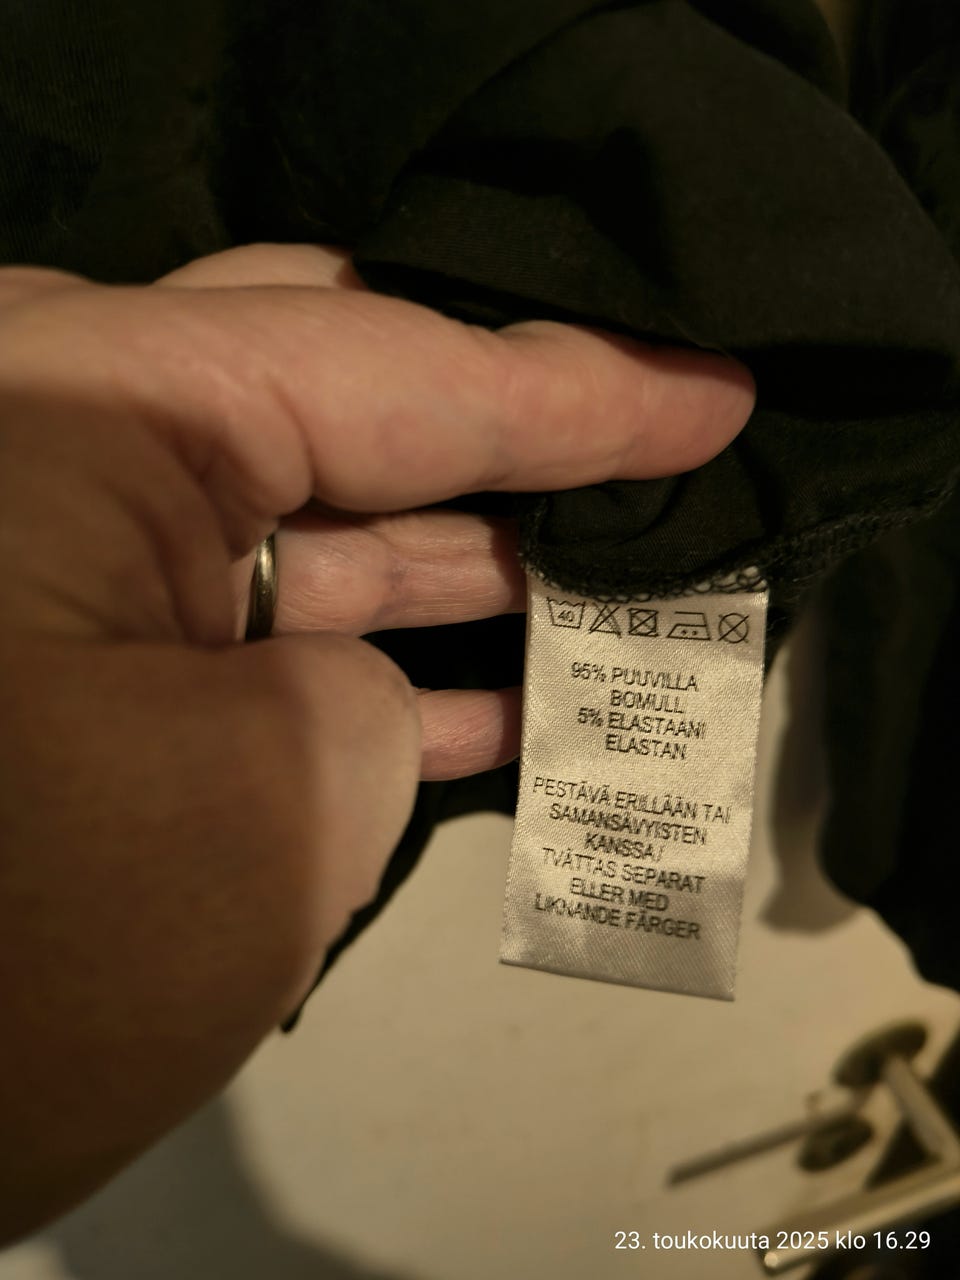 40
95% PUUVILLA
BOMULL
5% ELASTAANI
ELASTAN
PESTÄVÄ ERILLÄÄN TAI
SAMANSÄVYISTEN
KANSSA/
TVÄTTAS SEPARAT
ELLER MED
LIKNANDE FÄRGER
23. toukokuuta 2025 klo 16.29